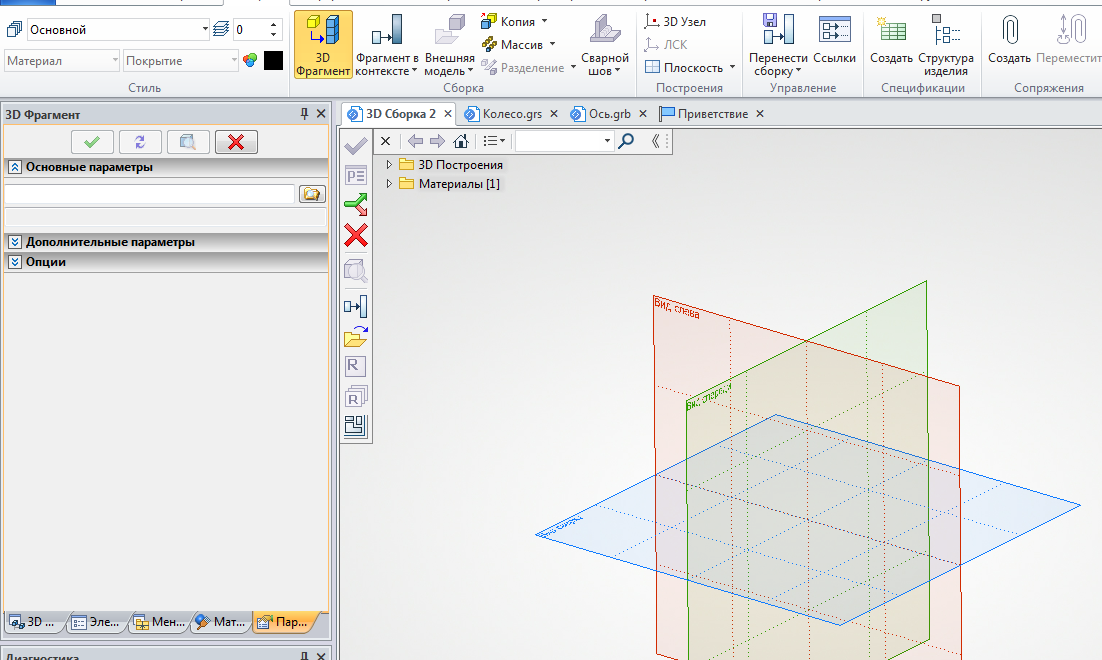 Основной
0
Материал
Покрытие
Стиль
3D
Фрагмент
Фрагмент в
контексте
Внешняя
модель
Копия
Массив
Разделение
Сварной
шов
Сборка
3D Узел
ЛСК
Плоскость
Построения
Перенести
сборку
Ссылки
Управление
Создать
Структура
изделия
Спецификации
Создать
Переместит
Сопряжения
3D Фрагмент
3D Сборка 2
Колесо.grs
Ось.grb
Приветствие
Основные параметры
Дополнительные параметры
Опции
3D Построения
Материалы [1]
Вид слева
Вид спереди
3D ...
Эле...
Мен...
Мат...
Пар...
Диагностика